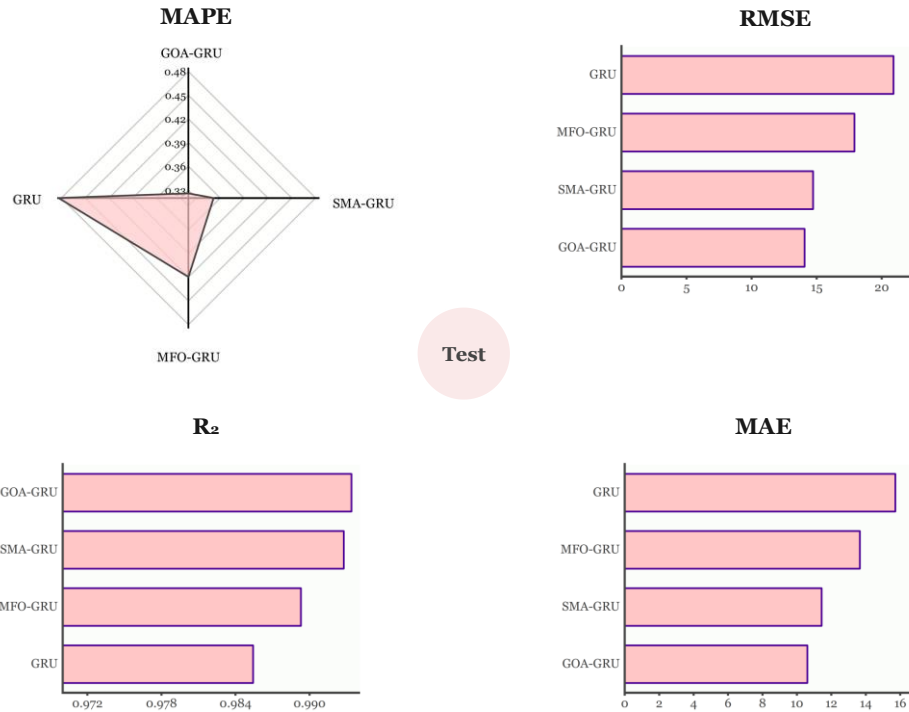 MAPE
GOA-GRU
0.48
0.45
0.42
0.39
0.36
0.33
GRU
SMA-GRU
MFO-GRU
RMSE
GRU
MFO-GRU
SMA-GRU
GOA-GRU
0 5 10 15 20
Test
R₂
GOA-GRU
SMA-GRU
MFO-GRU
GRU
0.972 0.978 0.984 0.990
MAE
GRU
MFO-GRU
SMA-GRU
GOA-GRU
0 2 4 6 8 10 12 14 16